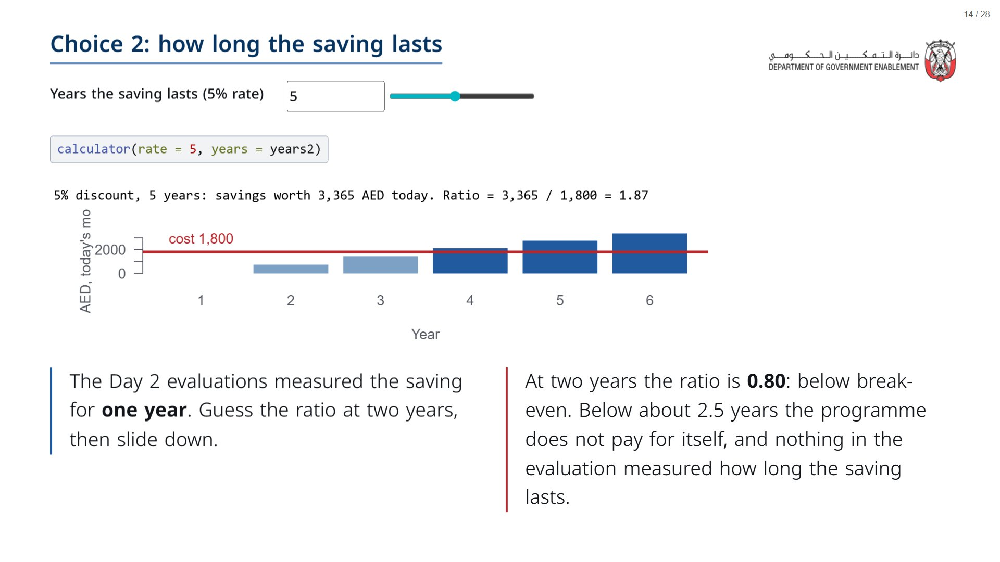 14 / 28
Choice 2: how long the saving lasts
دائرة التمكين الحكومي
DEPARTMENT OF GOVERNMENT ENABLEMENT
Years the saving lasts (5% rate)
5
calculator(rate = 5, years = years2)
5% discount, 5 years: savings worth 3,365 AED today. Ratio = 3,365 / 1,800 = 1.87
AED, today's mo
2000
0
cost 1,800
1 2 3 4 5 6
Year
The Day 2 evaluations measured the saving
for one year. Guess the ratio at two years,
then slide down.
At two years the ratio is 0.80: below break-
even. Below about 2.5 years the programme
does not pay for itself, and nothing in the
evaluation measured how long the saving
lasts.